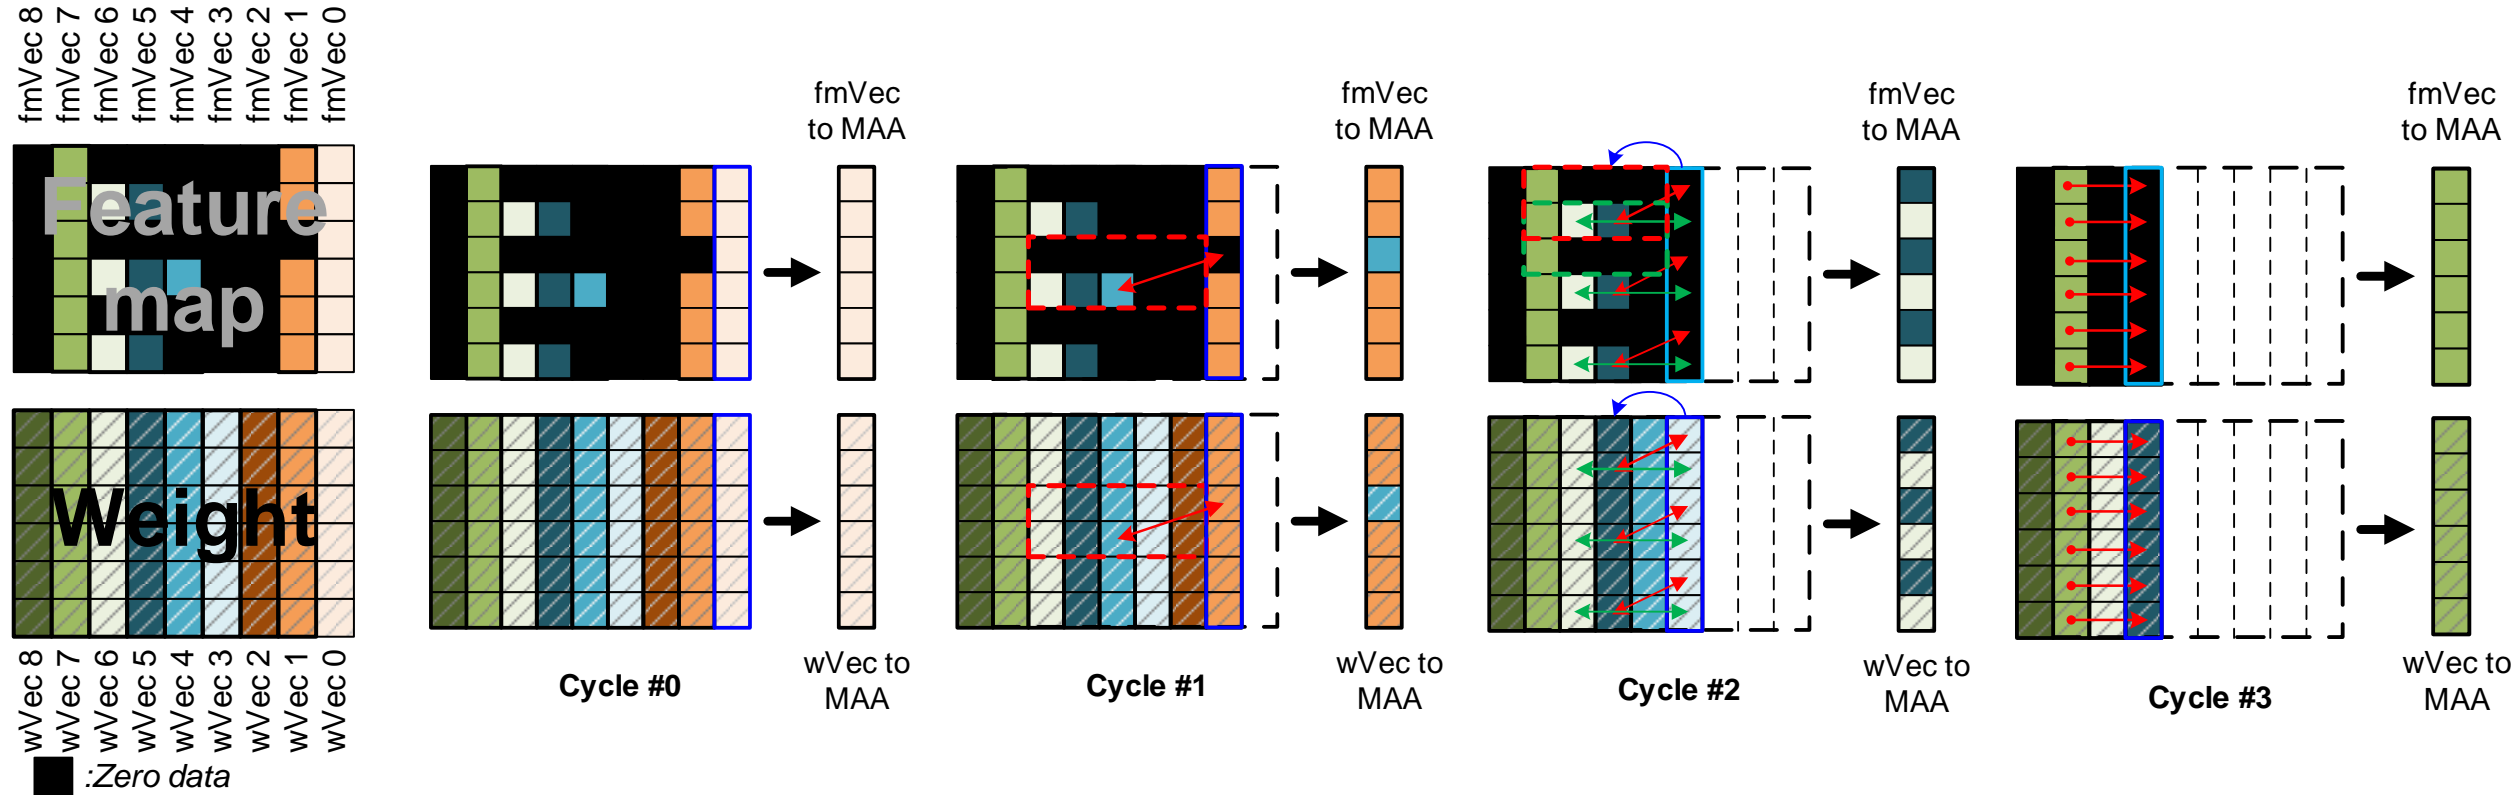 fmVec 8
fmVec 7
fmVec 6
fmVec 5
fmVec 4
fmVec 3
fmVec 2
fmVec 1
fmVec 0
Feature
map
Weight
wVec 8
wVec 7
wVec 6
wVec 5
wVec 4
wVec 3
wVec 2
wVec 1
wVec 0
:Zero data
fmVec
to MAA
wVec to
MAA
Cycle #0
fmVec
to MAA
wVec to
MAA
Cycle #1
fmVec
to MAA
wVec to
MAA
Cycle #2
fmVec
to MAA
wVec to
MAA
Cycle #3